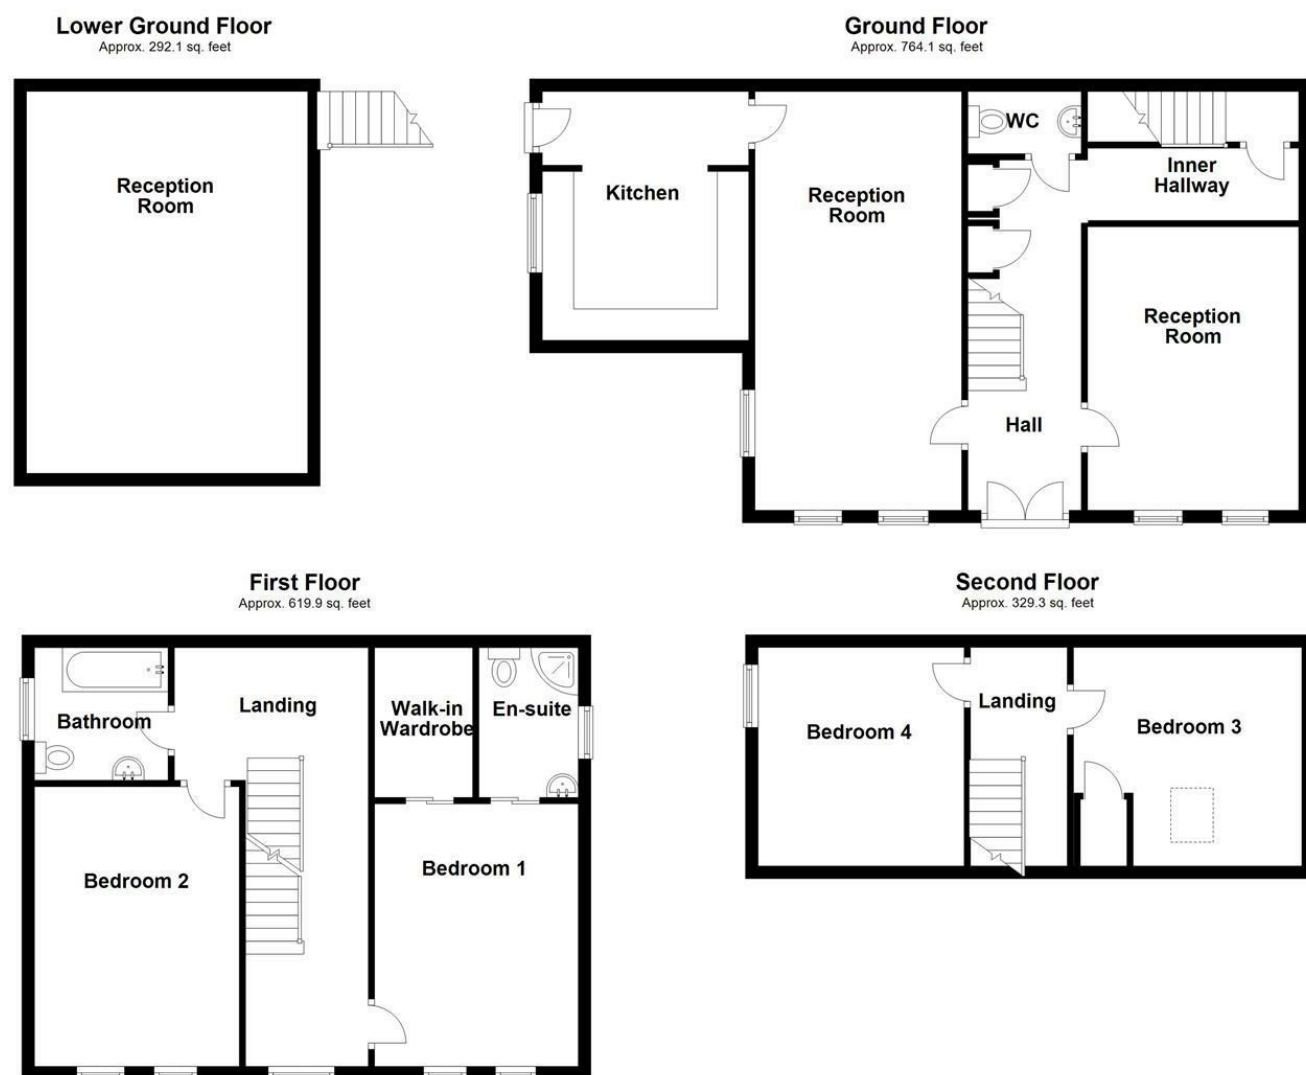 Lower Ground Floor
Approx. 292.1 sq. feet
Reception
Room
Ground Floor
Approx. 764.1 sq. feet
Kitchen
Reception
Room
WC
Inner
Hallway
Reception
Room
Hall
First Floor
Approx. 619.9 sq. feet
Bathroom
Landing
Walk-in
Wardrobe
En-suite
Bedroom 2
Bedroom 1
Second Floor
Approx. 329.3 sq. feet
Bedroom 4
Landing
Bedroom 3